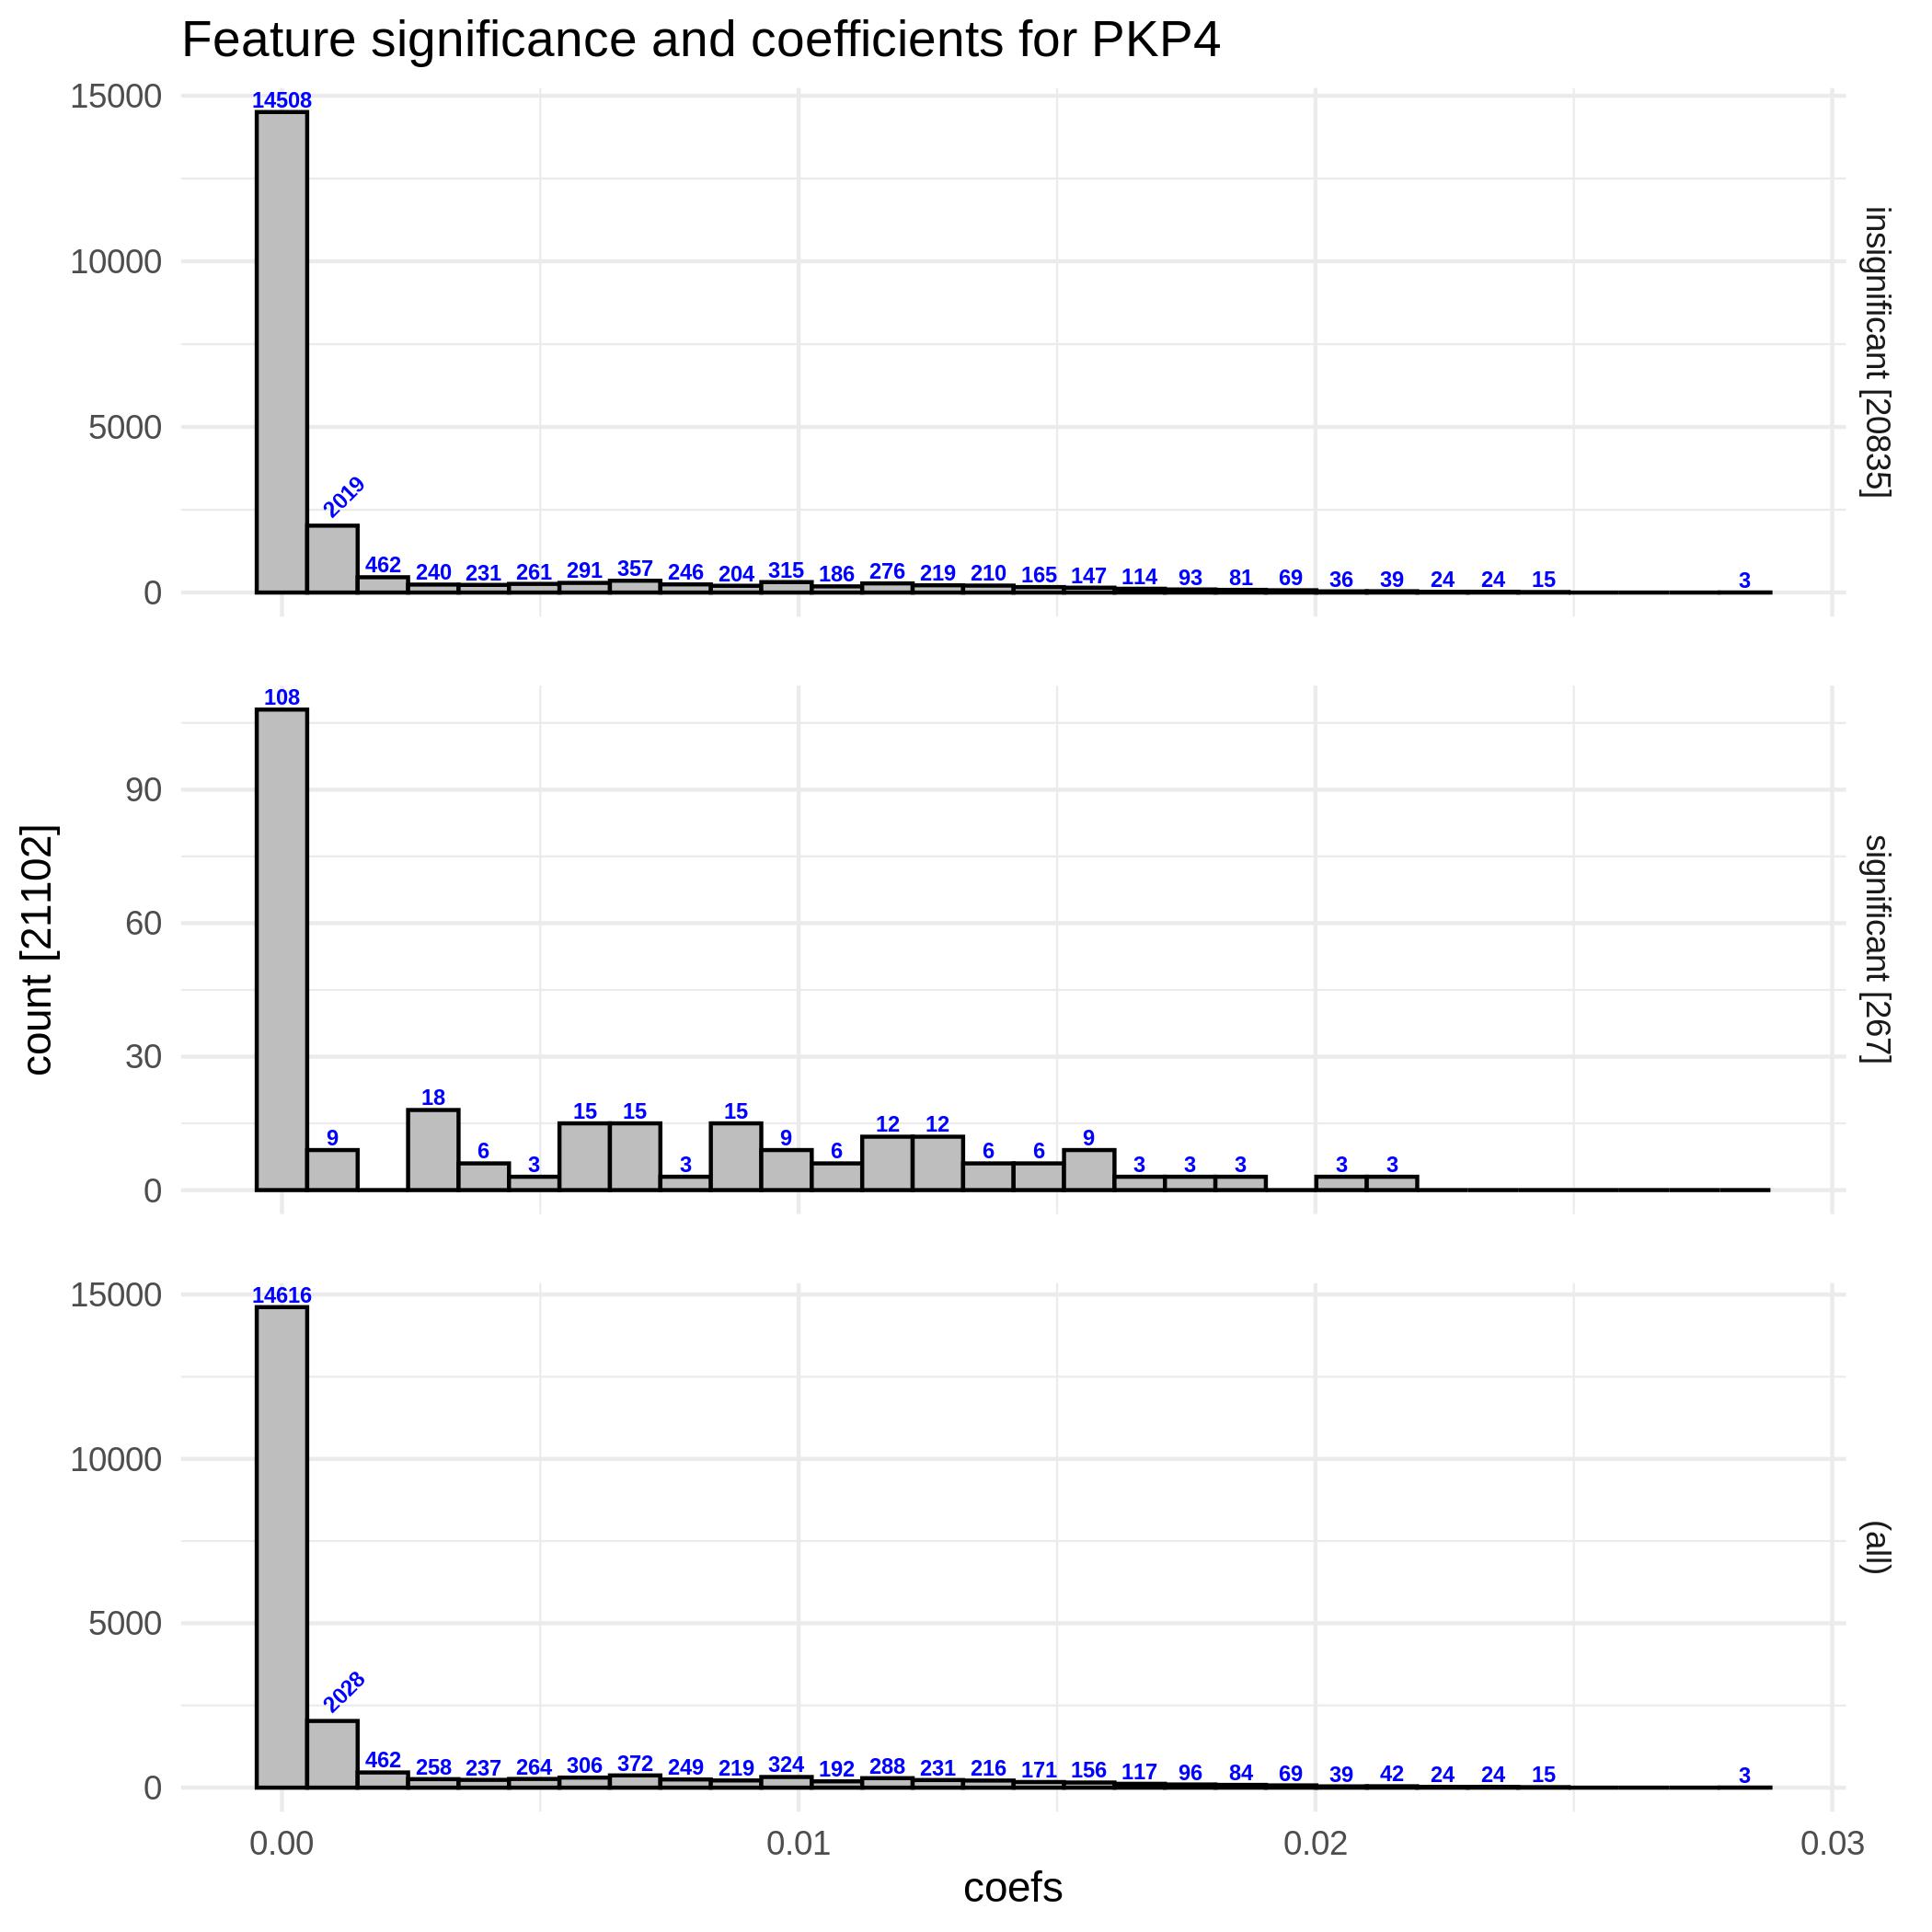 Feature significance and coefficients for PKP4
count [21102]
15000
10000
5000
0
14508
2019
462 240 231 261 291 357 246 204 315 186 276 219 210 165 147 114 93 81 69 36 39 24 24 15 3
insignificant [20835]
90
60
30
0
108
9 18 6 3 15 15 3 15 9 6 12 12 6 6 9 3 3 3 3 3
significant [267]
15000
10000
5000
0
14616
2028
462 258 237 264 306 372 249 219 324 192 288 231 216 171 156 117 96 84 69 39 42 24 24 15 3
(all)
0.00 0.01 0.02 0.03
coefs